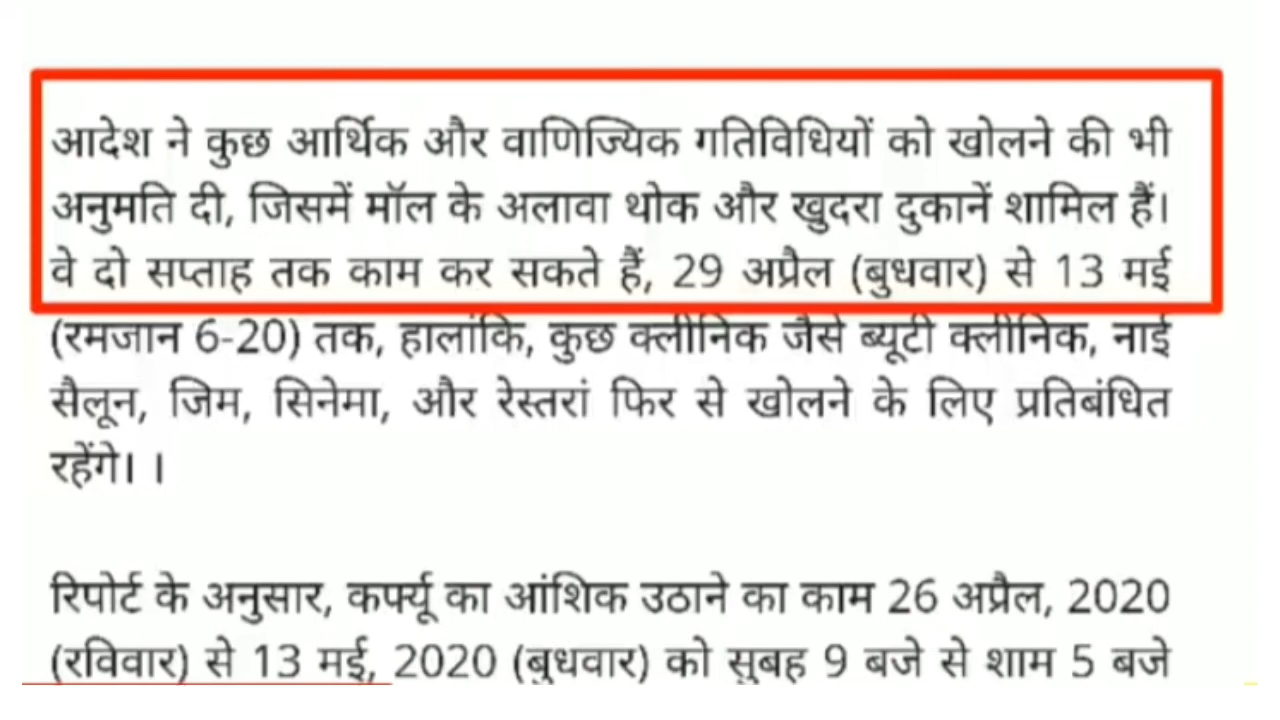 आदेश ने कुछ आर्थिक और वाणिज्यिक गतिविधियों को खोलने की भी
अनुमति दी, जिसमें मॉल के अलावा थोक और खुदरा दुकानें शामिल हैं।
वे दो सप्ताह तक काम कर सकते हैं, 29 अप्रैल (बुधवार) से 13 मई
(रमजान 6-20) तक, हालांकि, कुछ क्लीनिक जैसे ब्यूटी क्लीनिक, नाई
सैलून, जिम, सिनेमा, और रेस्तरां फिर से खोलने के लिए प्रतिबंधित
रहेंगे। ।
रिपोर्ट के अनुसार, कर्फ्यू का आंशिक उठाने का काम 26 अप्रैल, 2020
(रविवार) से 13 मई, 2020 (बुधवार) को सुबह 9 बजे से शाम 5 बजे